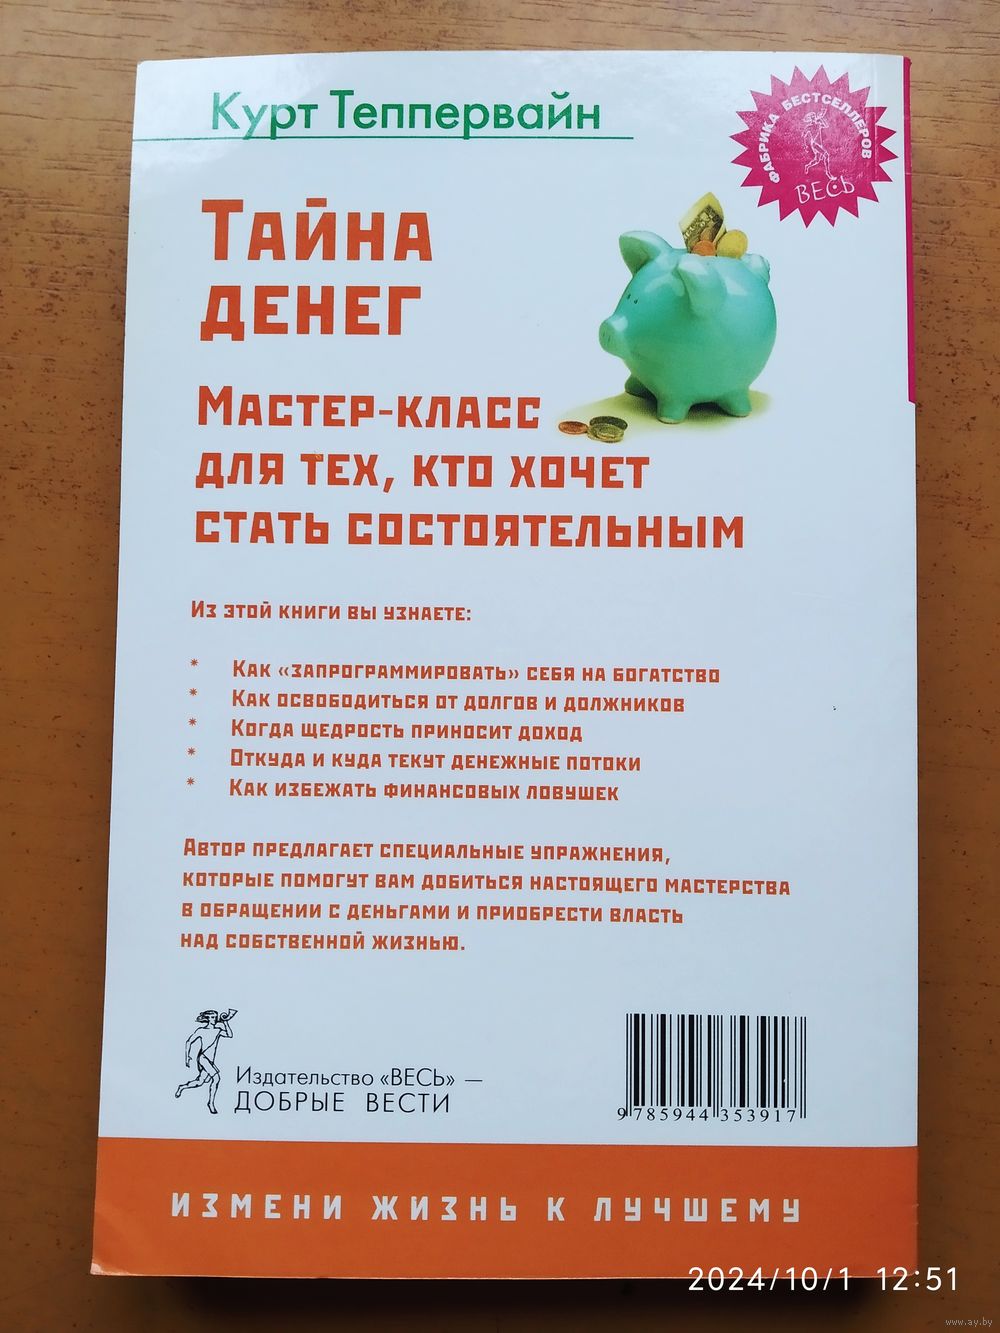 Курт Теппервайн
ФАБРИКА БЕСТСЕЛЛЕРОВ
ВЕСЬ
ТАЙНА
ДЕНЕГ
МАСТЕР-КЛАСС
ДЛЯ ТЕХ, КТО ХОЧЕТ
СТАТЬ СОСТОЯТЕЛЬНЫМ
ИЗ ЭТОЙ КНИГИ ВЫ УЗНАЕТЕ:
* КАК «ЗАПРОГРАММИРОВАТЬ» СЕБЯ НА БОГАТСТВО
* КАК ОСВОБОДИТЬСЯ ОТ ДОЛГОВ И ДОЛЖНИКОВ
* КОГДА ЩЕДРОСТЬ ПРИНОСИТ ДОХОД
* ОТКУДА И КУДА ТЕКУТ ДЕНЕЖНЫЕ ПОТОКИ
* КАК ИЗБЕЖАТЬ ФИНАНСОВЫХ ЛОВУШЕК
АВТОР ПРЕДЛАГАЕТ СПЕЦИАЛЬНЫЕ УПРАЖНЕНИЯ,
КОТОРЫЕ ПОМОГУТ ВАМ ДОБИТЬСЯ НАСТОЯЩЕГО МАСТЕРСТВА
В ОБРАЩЕНИИ С ДЕНЬГАМИ И ПРИОБРЕСТИ ВЛАСТЬ
НАД СОБСТВЕННОЙ ЖИЗНЬЮ.
Издательство «ВЕСЬ» —
ДОБРЫЕ ВЕСТИ
9 785944 353917
ИЗМЕНИ ЖИЗНЬ К ЛУЧШЕМУ
2024/10/1 12:51
www.ay.by